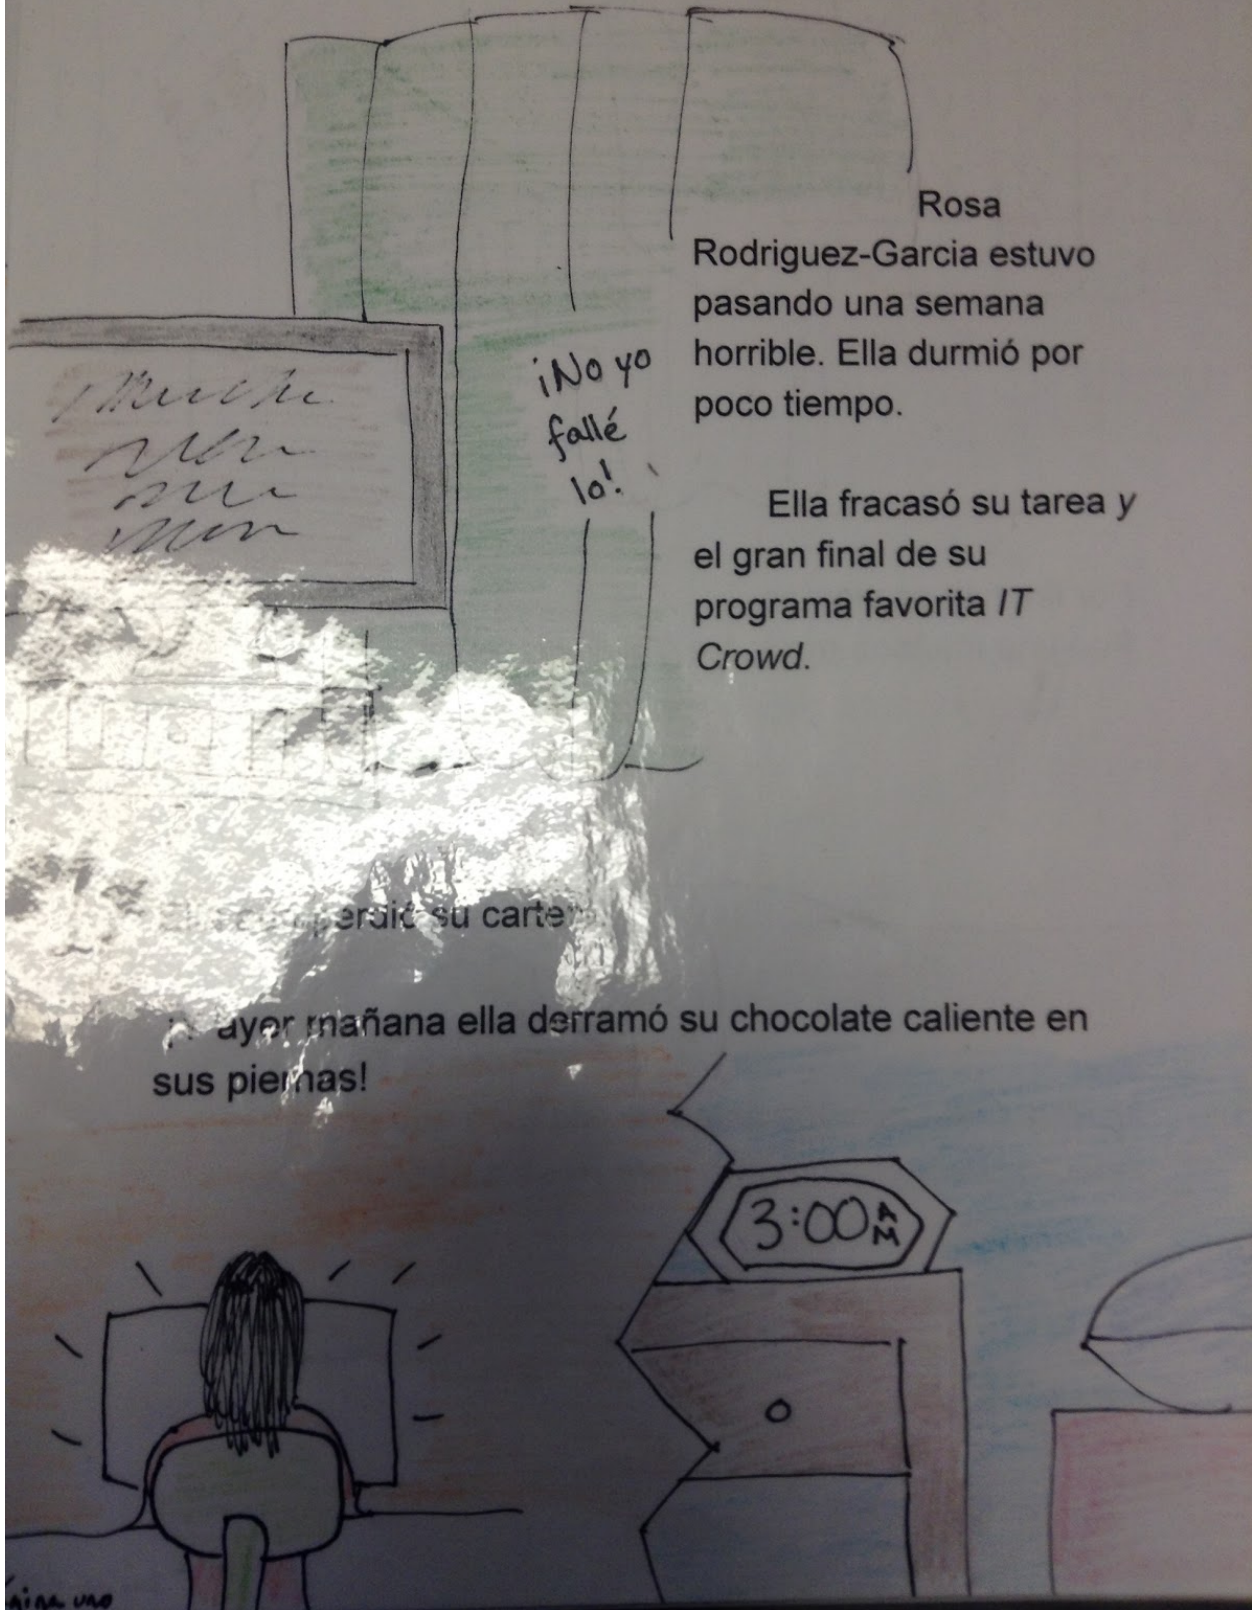 Rosa
Rodriguez-Garcia estuvo
pasando una semana
horrible. Ella durmió por
poco tiempo.
¡No yo
fallé
lo!
Ella fracasó su tarea y
el gran final de su
programa favorita IT
Crowd.
perdió su
ayer mañana ella derramó su chocolate caliente en
sus piernas!
3:00 AM
uno